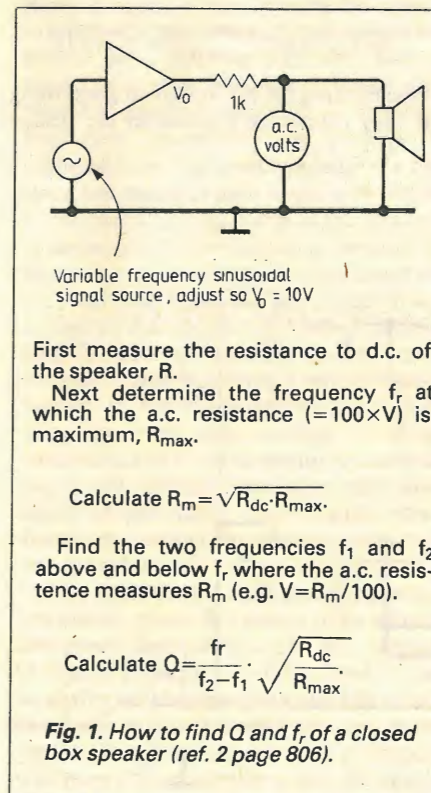 V₀
1k
a.c.
volts
Variable frequency sinusoidal
signal source, adjust so V₀ = 10V
First measure the resistance to d.c. of
the speaker, R.
Next determine the frequency fᵣ at
which the a.c. resistance (=100×V) is
maximum, Rmax.
Calculate Rm=√Rdc·Rmax.
Find the two frequencies f₁ and f₂
above and below fᵣ where the a.c. resis-
tence measures Rm (e.g. V=Rm/100).
Calculate Q=fr/f₂−f₁ · √Rdc/Rmax.
Fig. 1. How to find Q and fᵣ of a closed
box speaker (ref. 2 page 806).